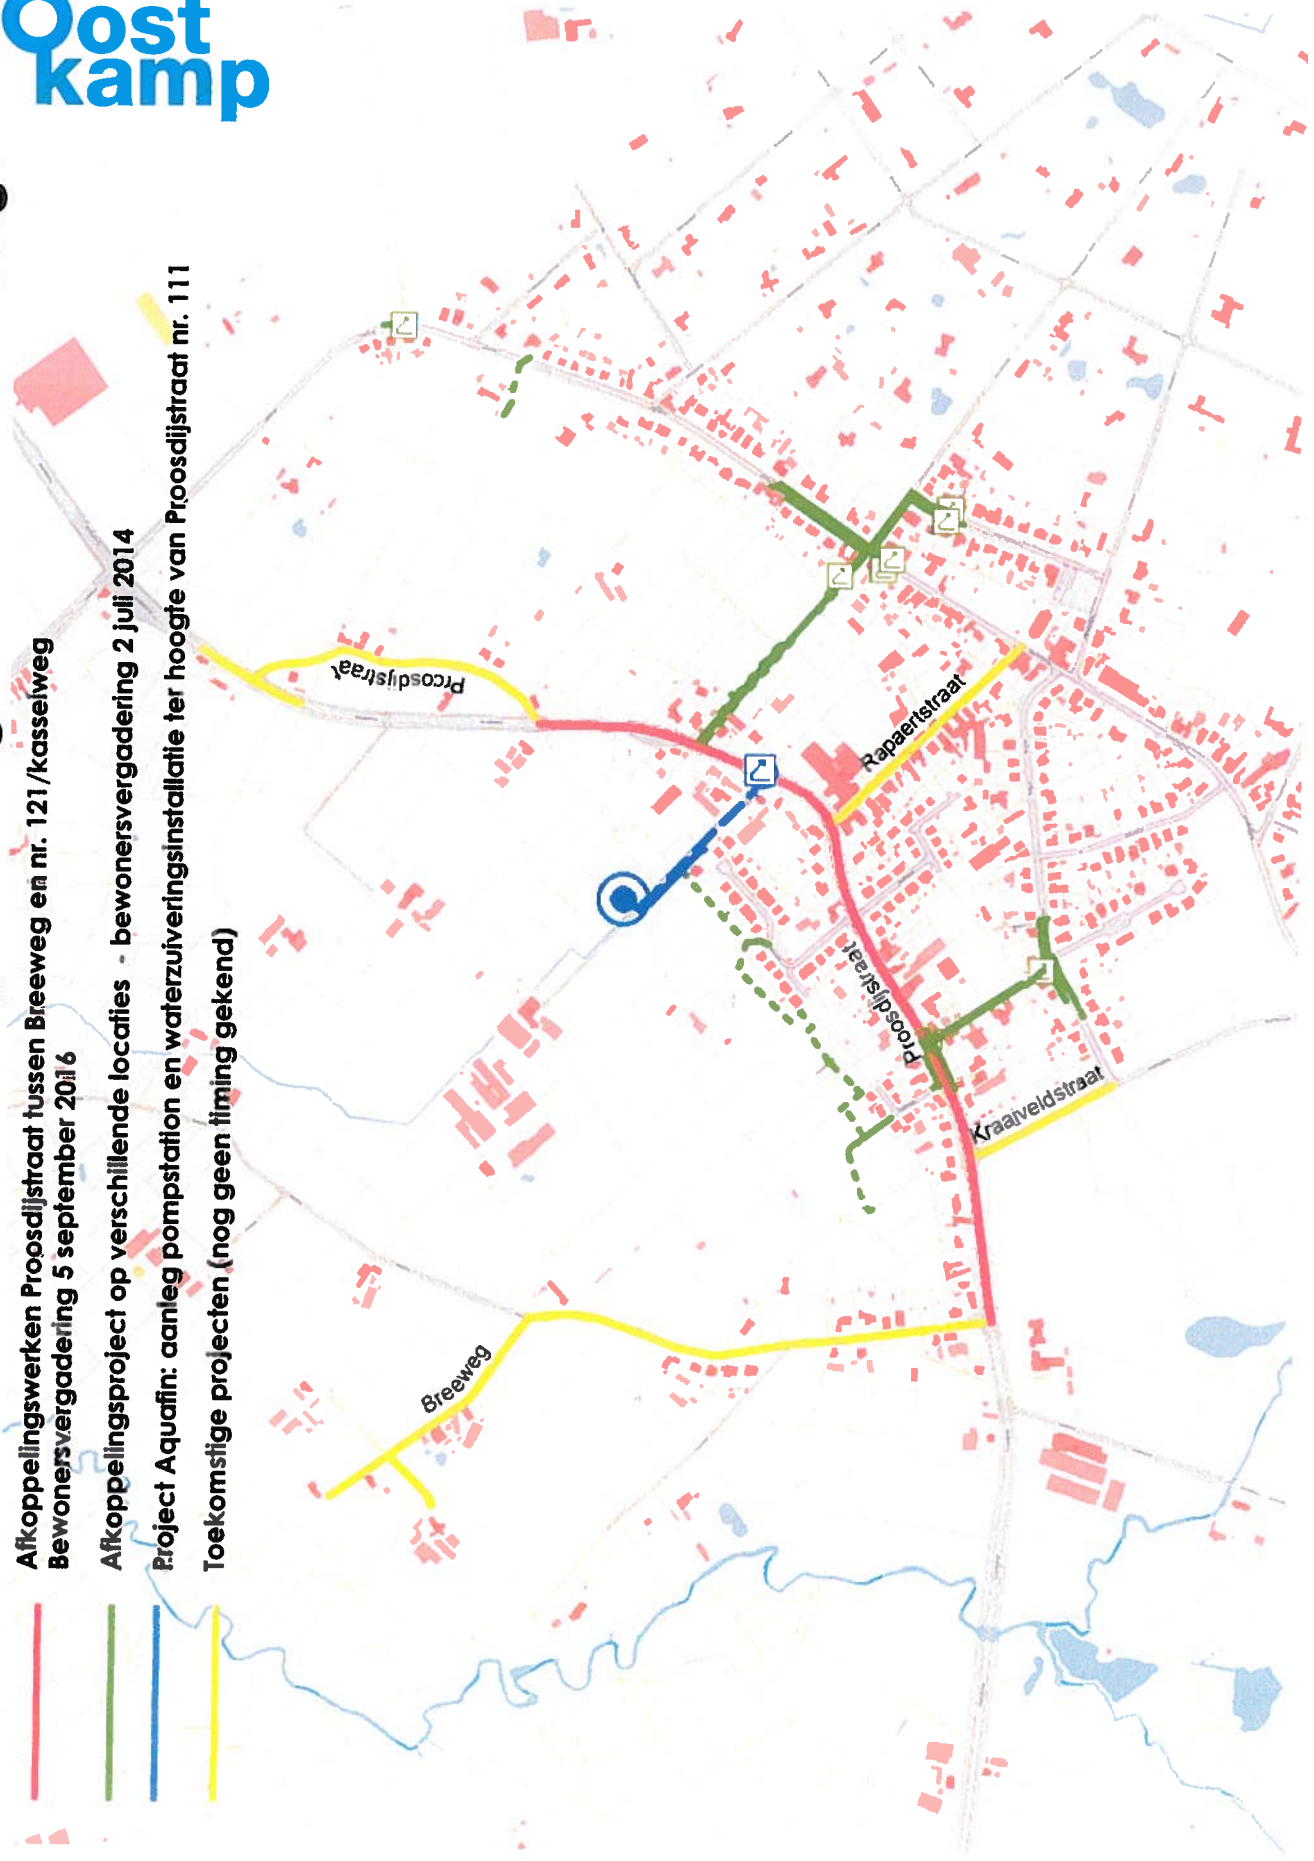 Oost
kamp
Afkoppelingswerken Proosdijstraat tussen Breeweg en nr. 121/kasselweg
Bewonersvergadering 5 september 2016
Afkoppelingsproject op verschillende locaties - bewonersvergadering 2 juli 2014
Project Aquafin: aanleg pompstation en waterzuiveringsinstallatie ter hoogte van Proosdijstraat nr. 111
Toekomstige projecten (nog geen timing gekend)
Proosdijstraat
Rapaertstraat
Proosdijstraat
Kraaiveldstraat
Breeweg